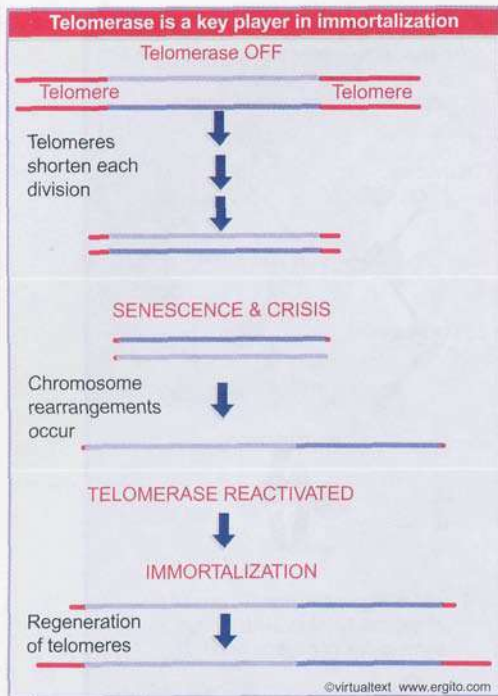 Telomerase is a key player in immortalization
Telomerase OFF
Telomere Telomere
Telomeres
shorten each
division
SENESCENCE & CRISIS
Chromosome
rearrangements
occur
TELOMERASE REACTIVATED
IMMORTALIZATION
Regeneration
of telomeres
©virtualtext www.ergito.com